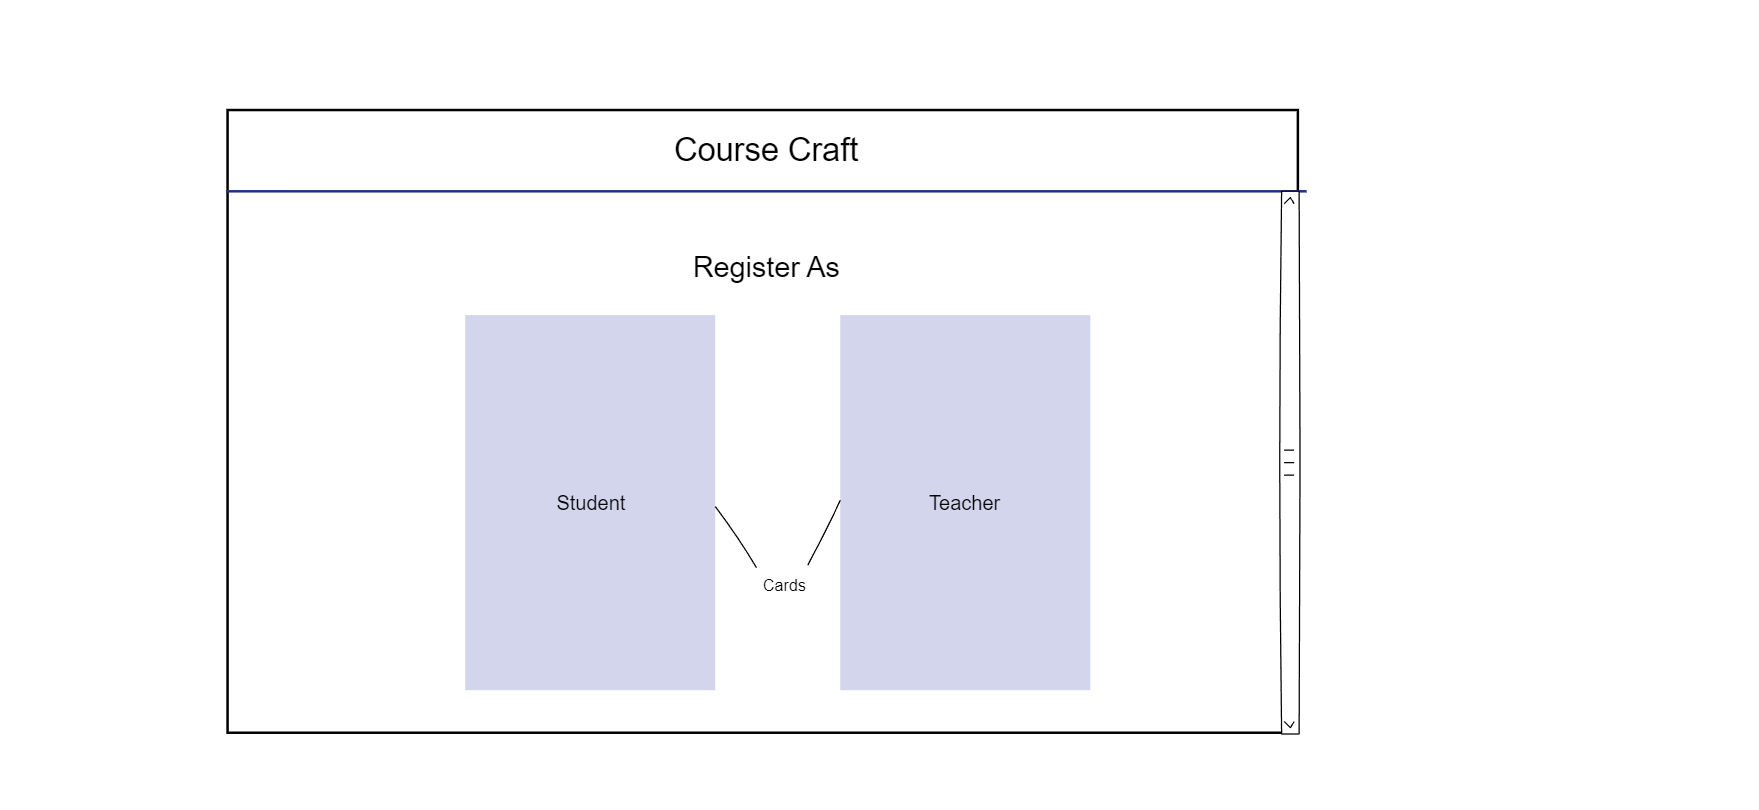 Course Craft
Register As
Student
Teacher
Cards